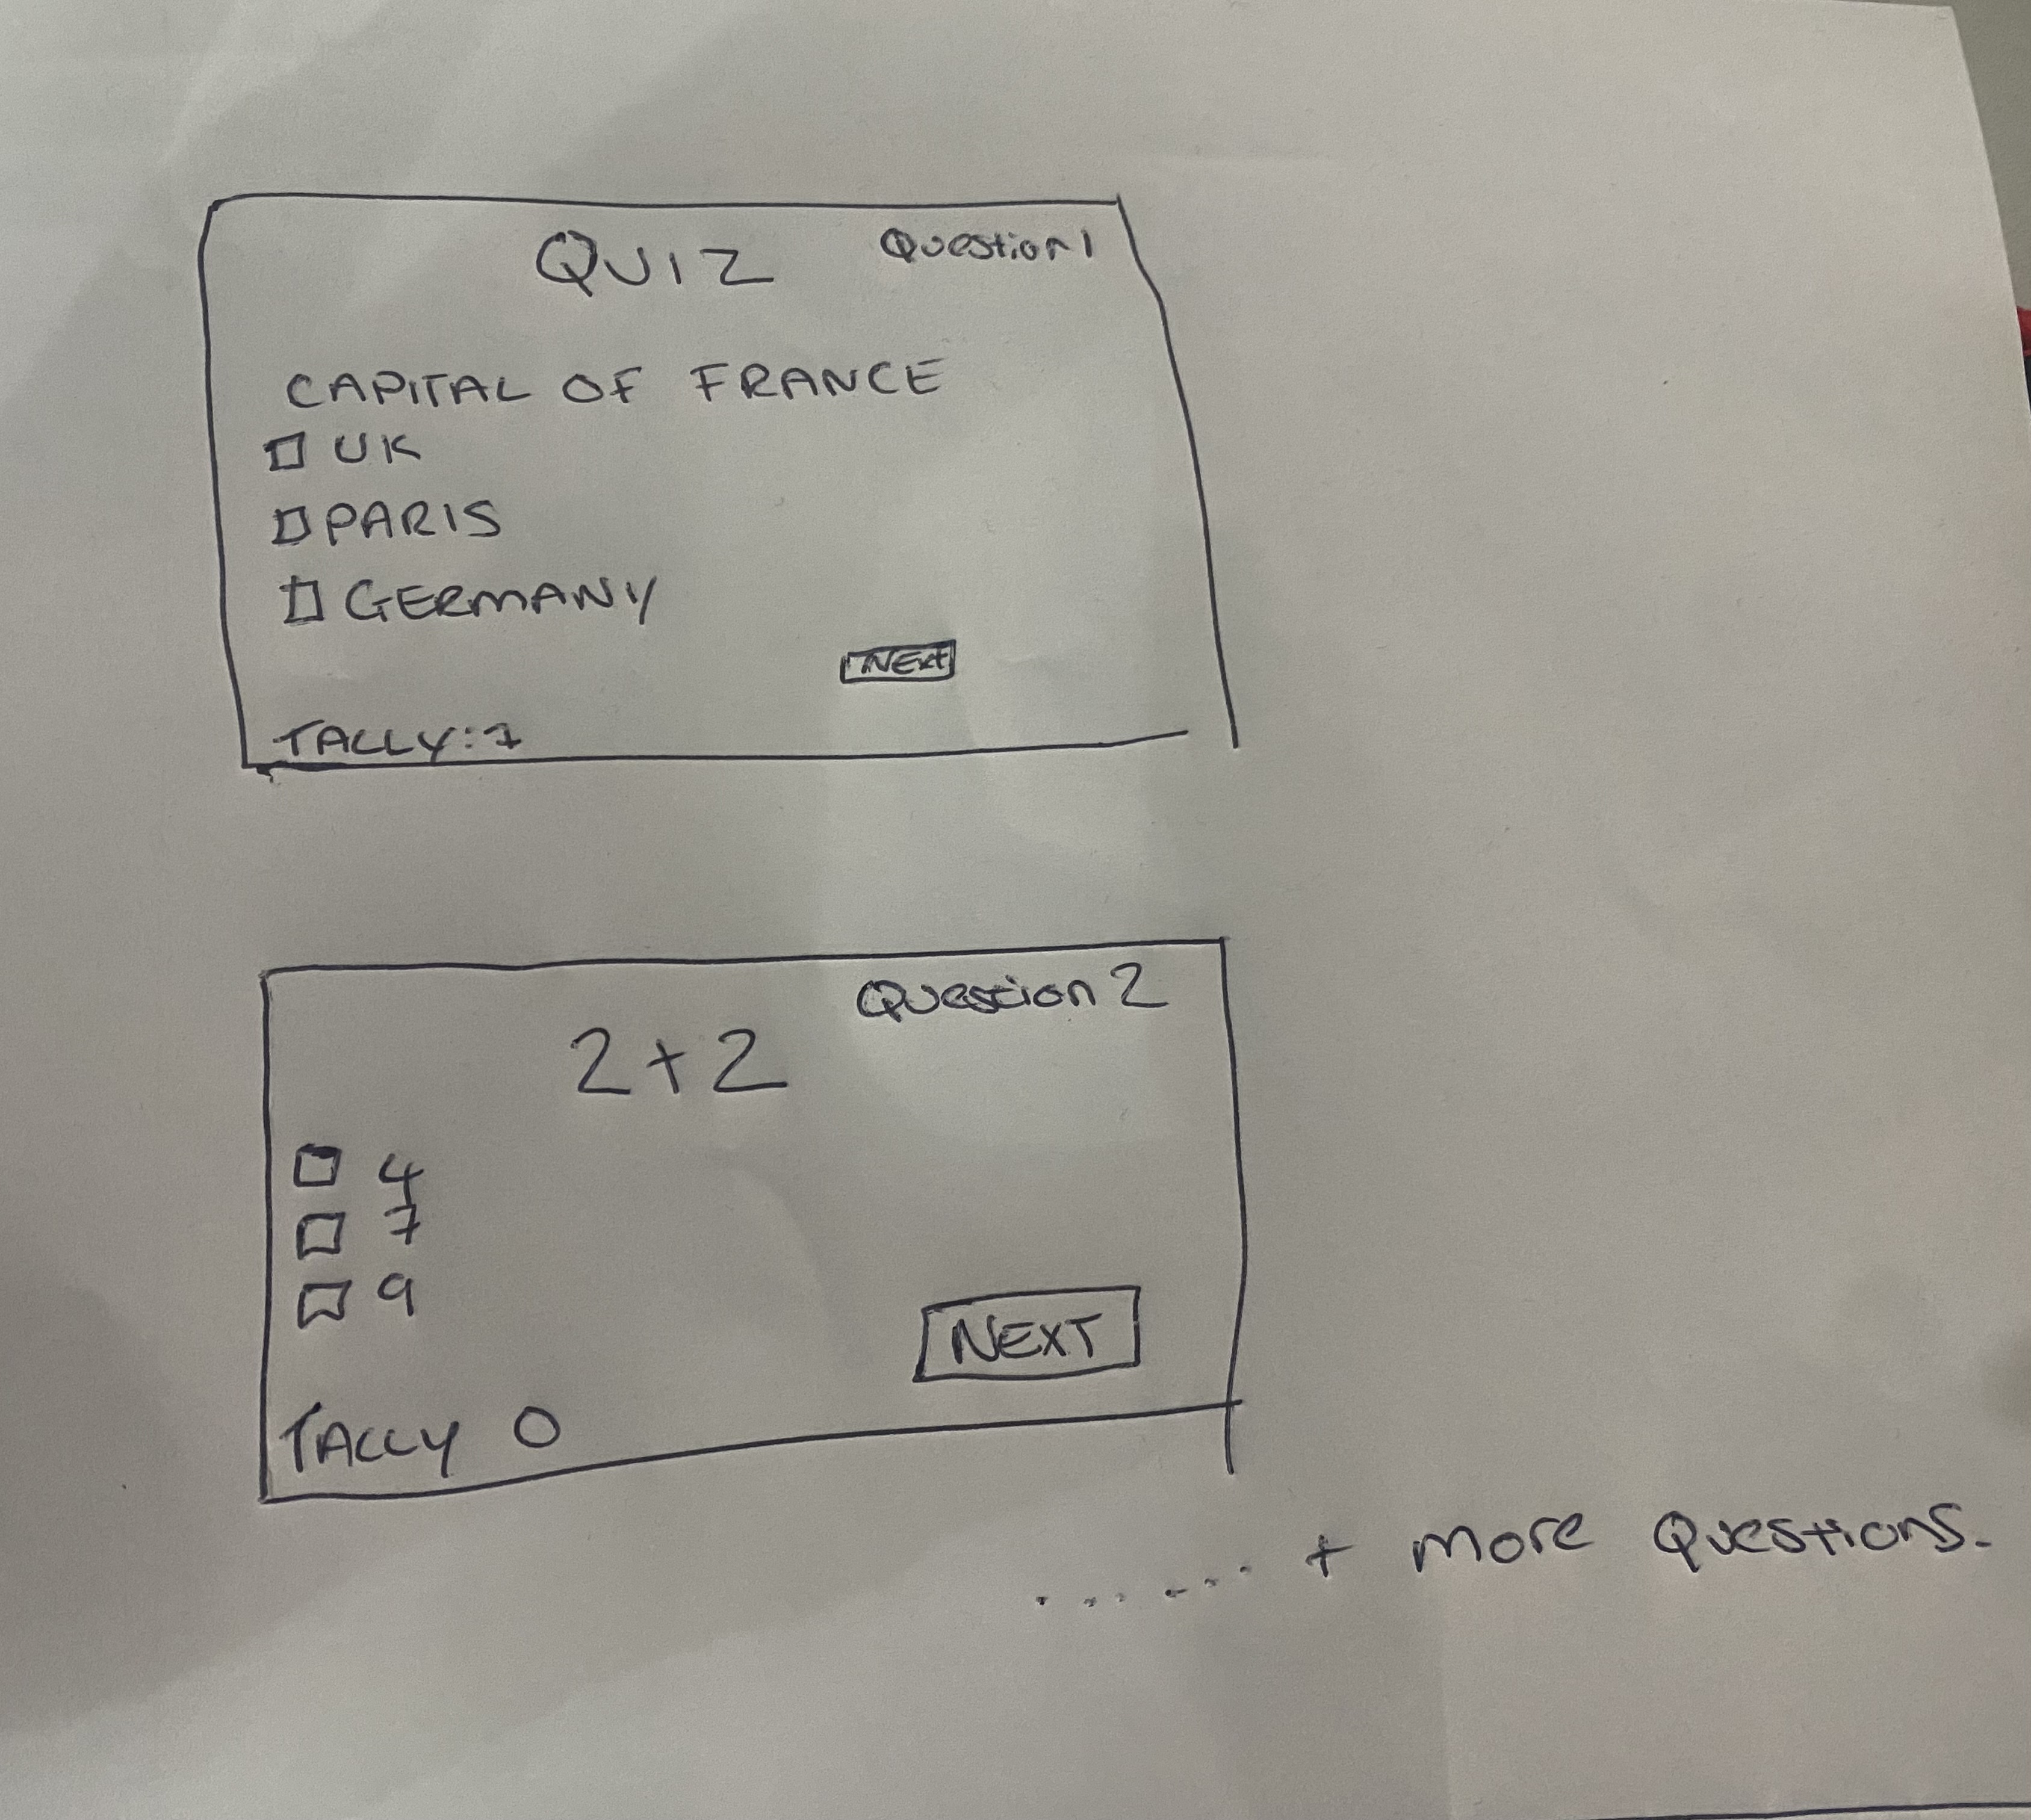 QUIZ
Question 1
CAPITAL OF FRANCE
UK
PARIS
GERMANY
NEXT
TALLY: 7
Question 2
2+2
4
7
9
NEXT
TALLY 0
...... + more Questions.